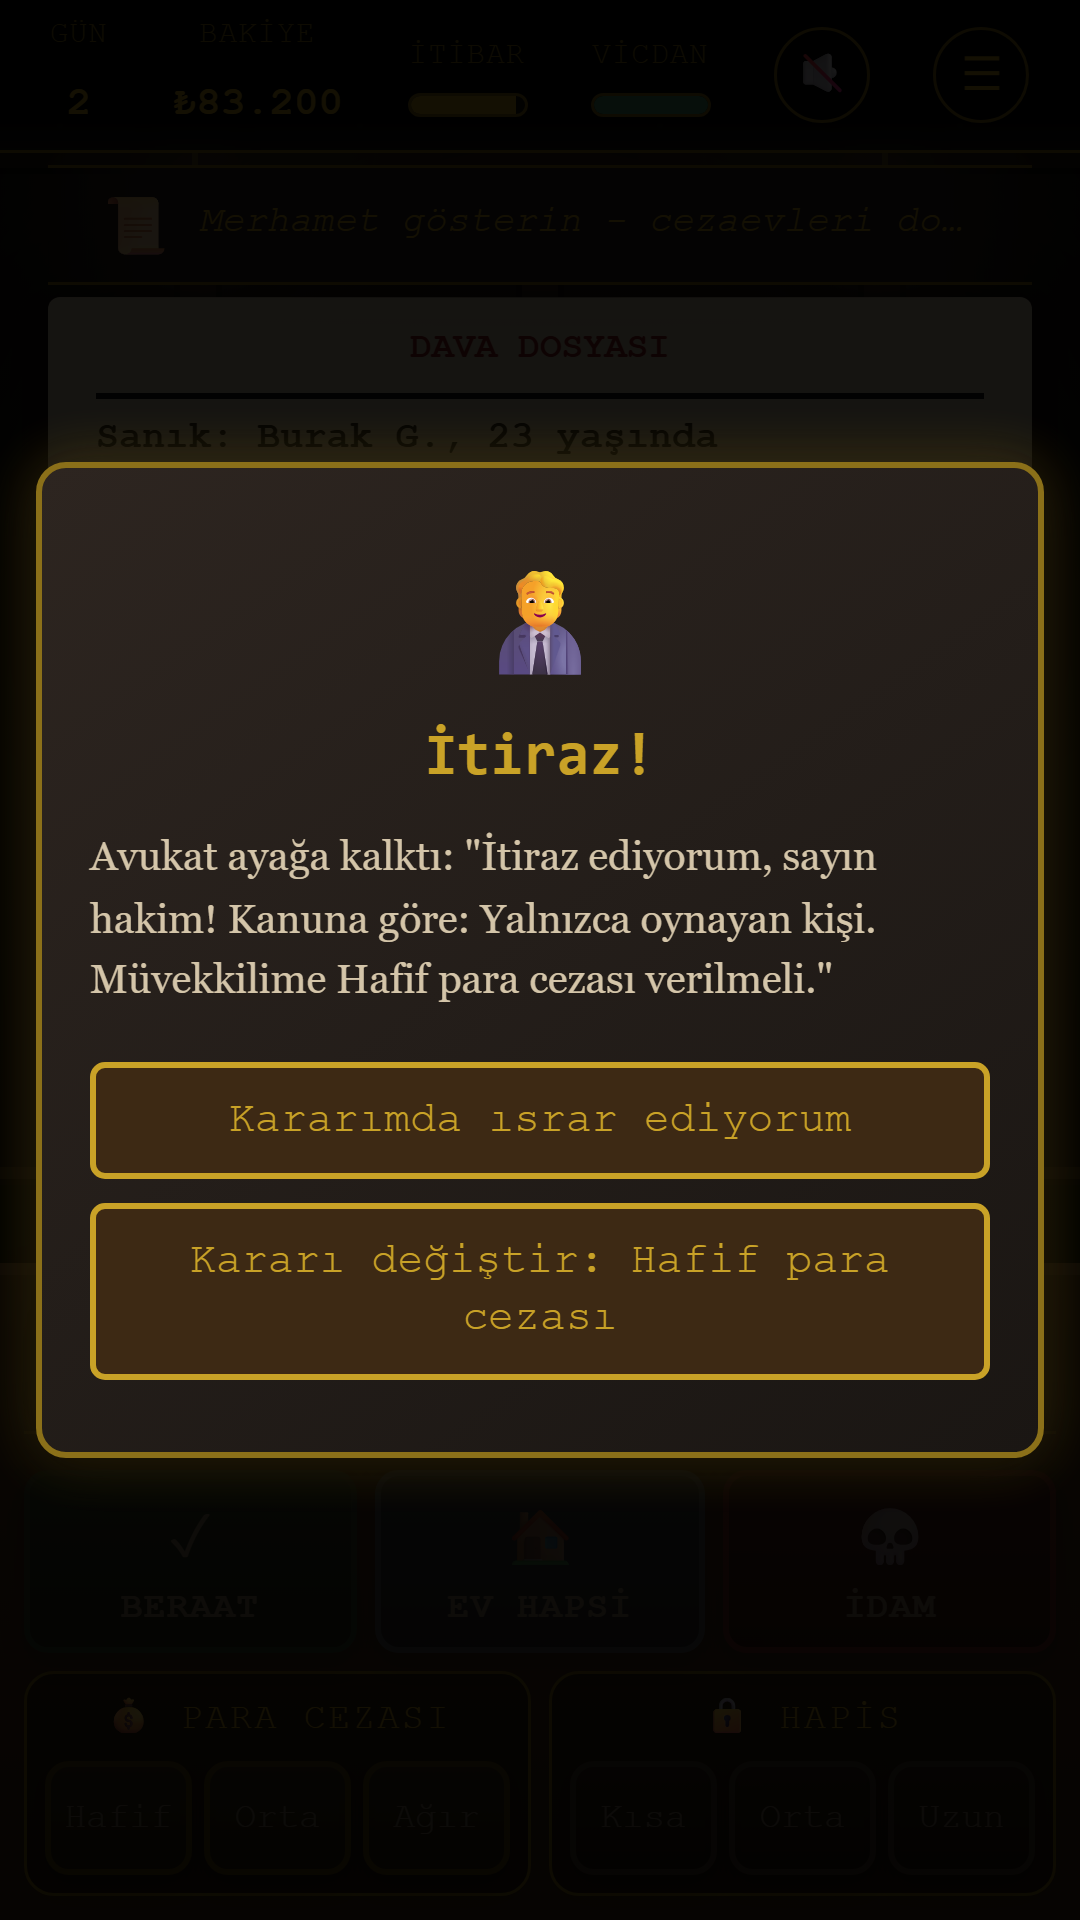 GÜN
BAKİYE
İTİBAR
VİCDAN
2
₺83.200
Merhamet gösterin – cezaevleri do…
DAVA DOSYASI
Sanık: Burak G., 23 yaşında
İtiraz!
Avukat ayağa kalktı: "İtiraz ediyorum, sayın
hakim! Kanuna göre: Yalnızca oynayan kişi.
Müvekkilime Hafif para cezası verilmeli."
Kararımda ısrar ediyorum
Kararı değiştir: Hafif para
cezası
BERAAT
EV HAPSİ
İDAM
PARA CEZASI
HAPİS
Hafif
Orta
Ağır
Kısa
Orta
Uzun